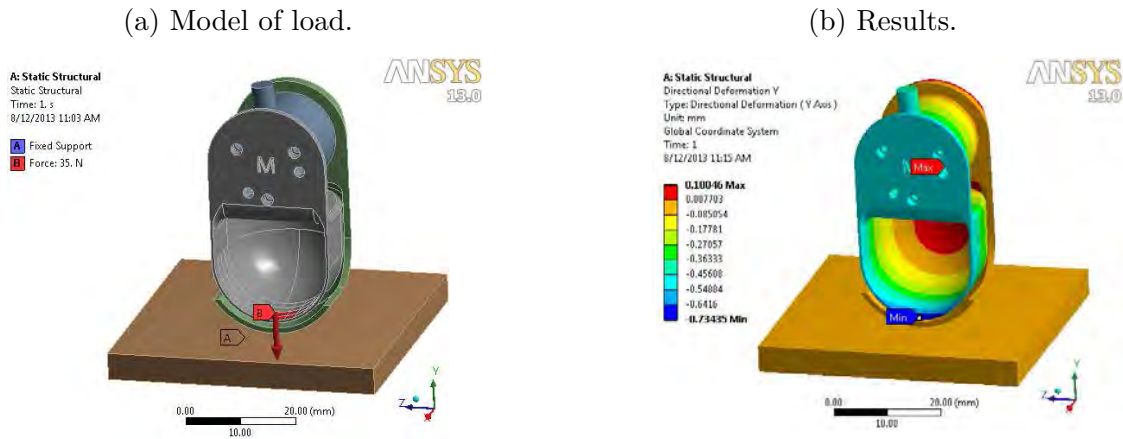 (a) Model of load.
A: Static Structural
Static Structural
Time: 1. s
8/12/2013 11:03 AM
A Fixed Support
B Force: 35. N
ANSYS
13.0
M
B
A
Y
Z
X
0.00
20.00 (mm)
10.00
(b) Results.
A: Static Structural
Directional Deformation Y
Type: Directional Deformation ( Y Axis )
Unit: mm
Global Coordinate System
Time: 1
8/12/2013 11:15 AM
0.10046 Max
0.007703
-0.085054
-0.17781
-0.27057
-0.36333
-0.45608
-0.54884
-0.6416
-0.73435 Min
ANSYS
13.0
Max
Min
Y
Z
X
0.00
20.00 (mm)
10.00